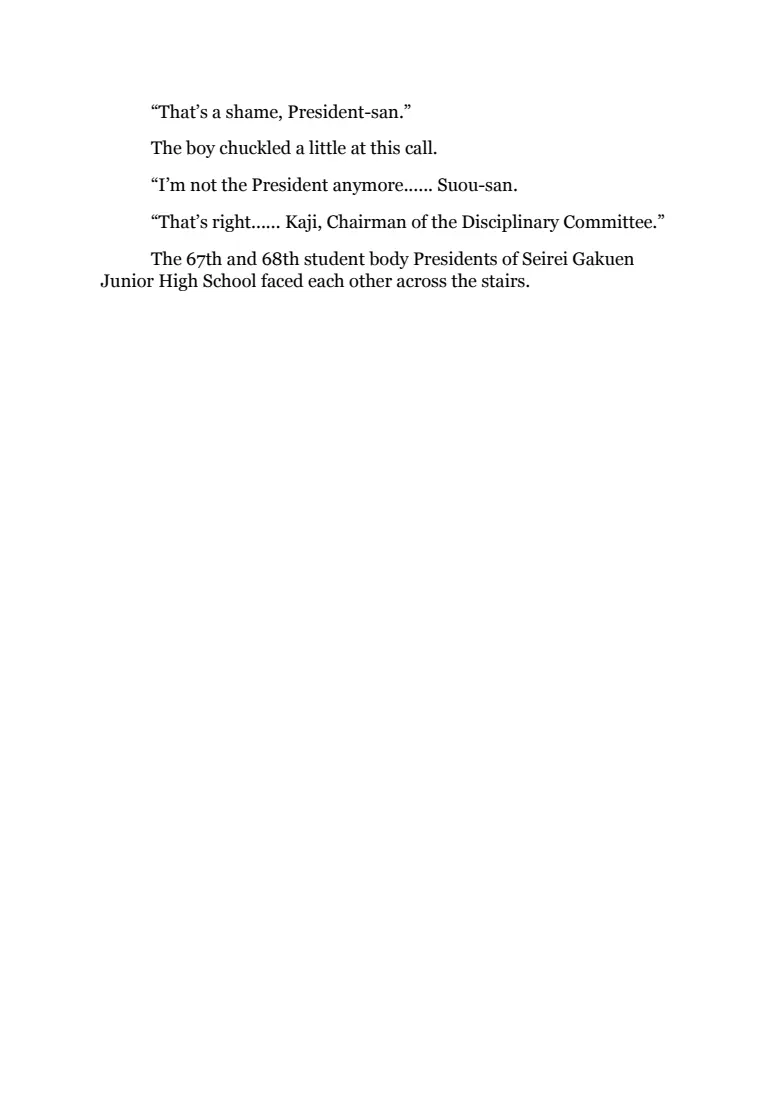 “That’s a shame, President-san.”
The boy chuckled a little at this call.
“I’m not the President anymore...... Suou-san.
“That’s right...... Kaji, Chairman of the Disciplinary Committee.”
The 67th and 68th student body Presidents of Seirei Gakuen
Junior High School faced each other across the stairs.